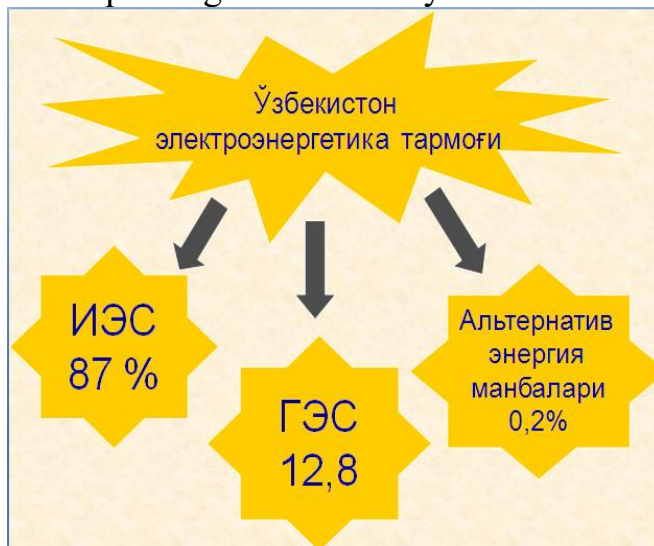 Ўзбекистон
электроэнергетика тармоғи
ИЭС
87 %
ГЭС
12,8
Альтернатив
энергия
манбалари
0,2%